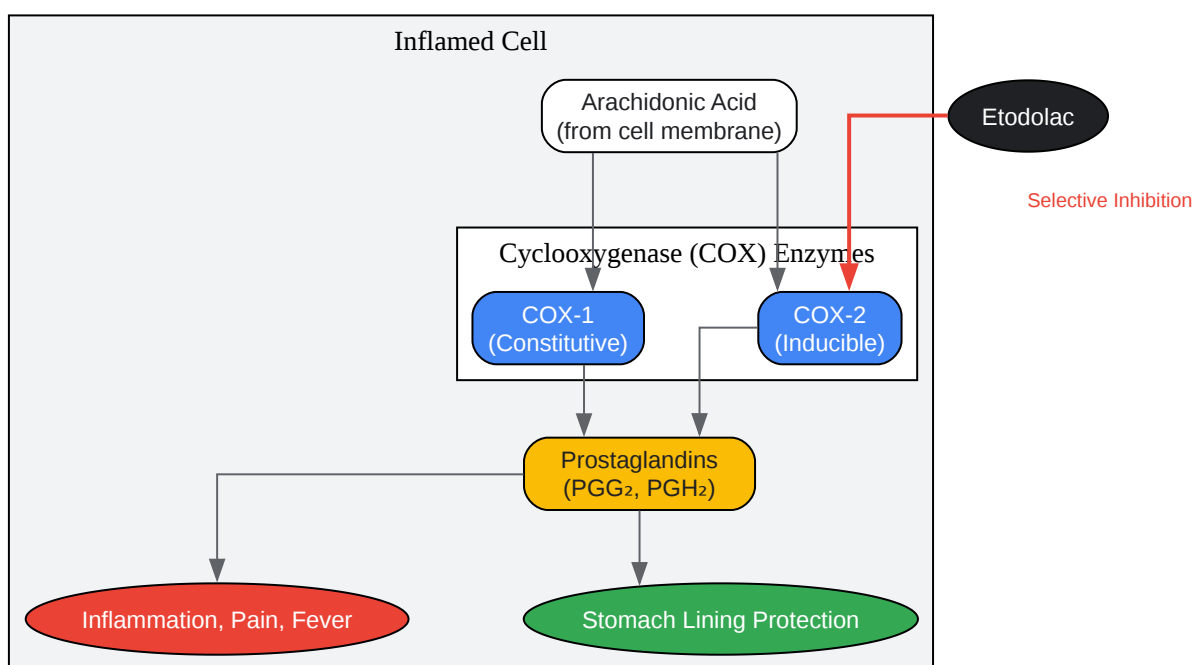 Inflamed Cell
Arachidonic Acid
(from cell membrane)
Etodolac
Selective Inhibition
Cyclooxygenase (COX) Enzymes
COX-1
(Constitutive)
COX-2
(Inducible)
Prostaglandins
(PGG₂, PGH₂)
Inflammation, Pain, Fever
Stomach Lining Protection